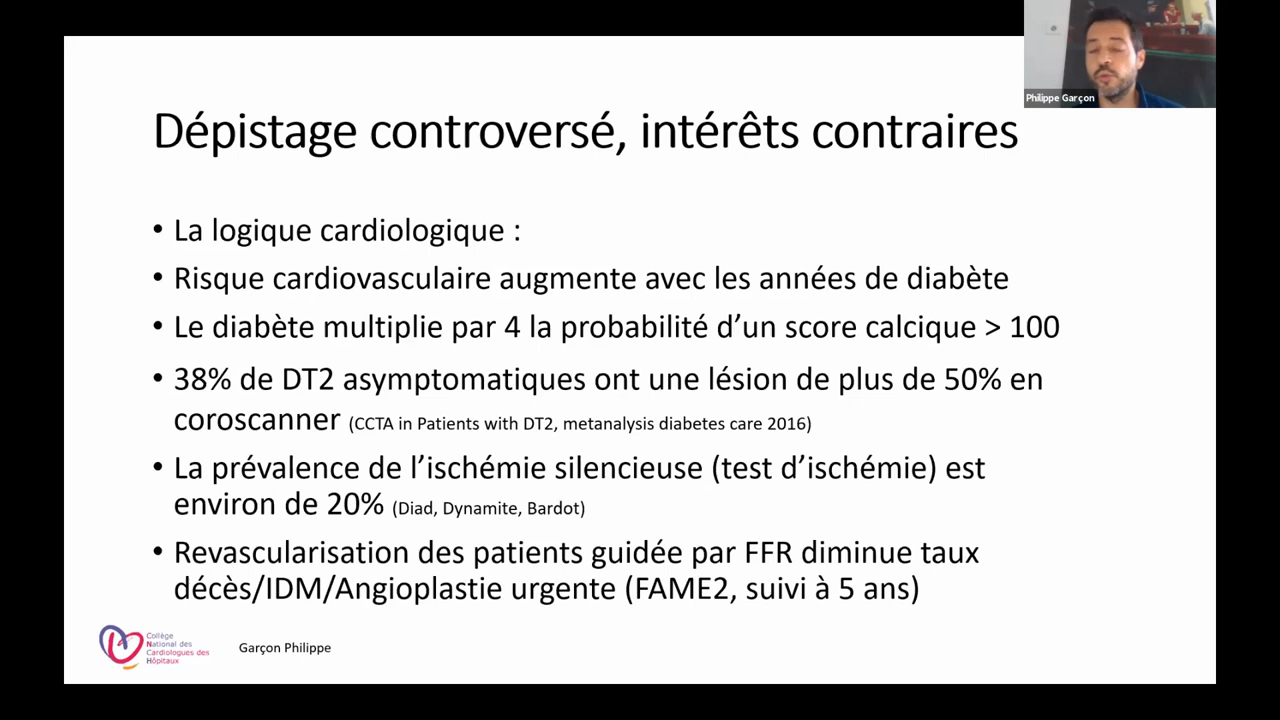 Philippe Garçon
Dépistage controversé, intérêts contraires
• La logique cardiologique :
• Risque cardiovasculaire augmente avec les années de diabète
• Le diabète multiplie par 4 la probabilité d’un score calcique > 100
• 38% de DT2 asymptomatiques ont une lésion de plus de 50% en
coroscanner (CCTA in Patients with DT2, metanalysis diabetes care 2016)
• La prévalence de l’ischémie silencieuse (test d’ischémie) est
environ de 20% (Diad, Dynamite, Bardot)
• Revascularisation des patients guidée par FFR diminue taux
décès/IDM/Angioplastie urgente (FAME2, suivi à 5 ans)
Collège
National des
Cardiologues des
Hôpitaux
Garçon Philippe